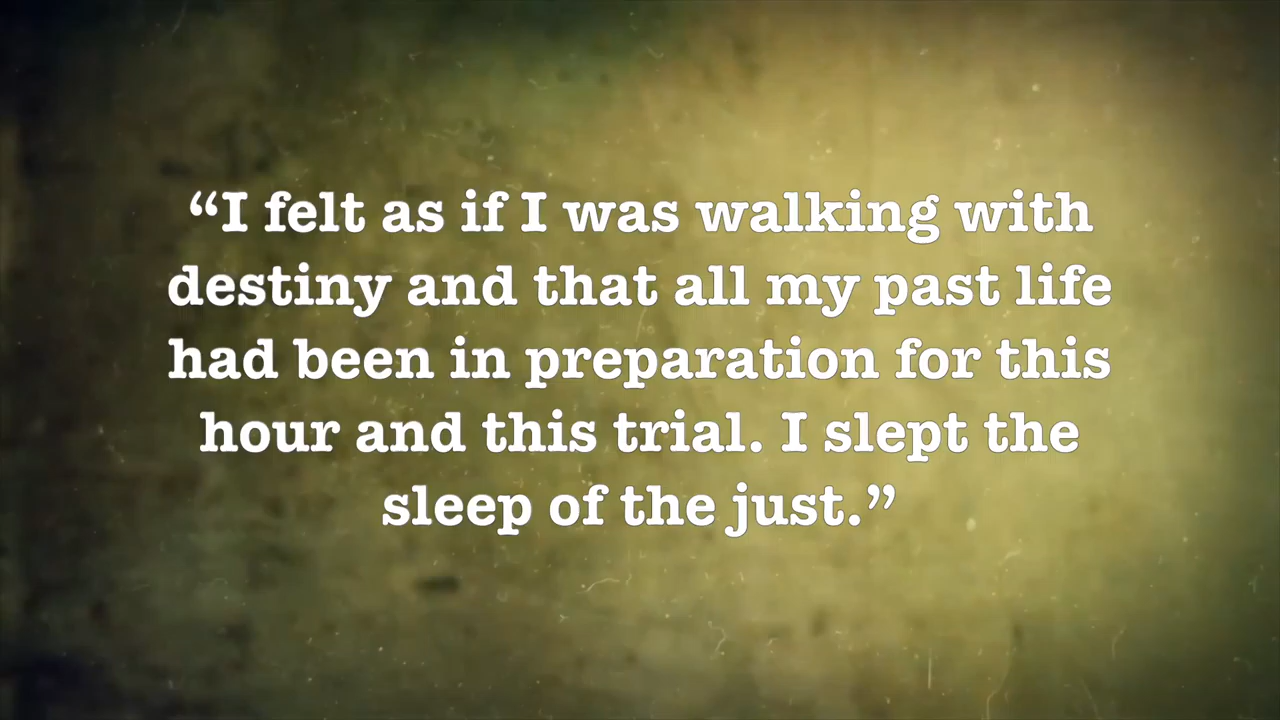 “I felt as if I was walking with
destiny and that all my past life
had been in preparation for this
hour and this trial. I slept the
sleep of the just.”